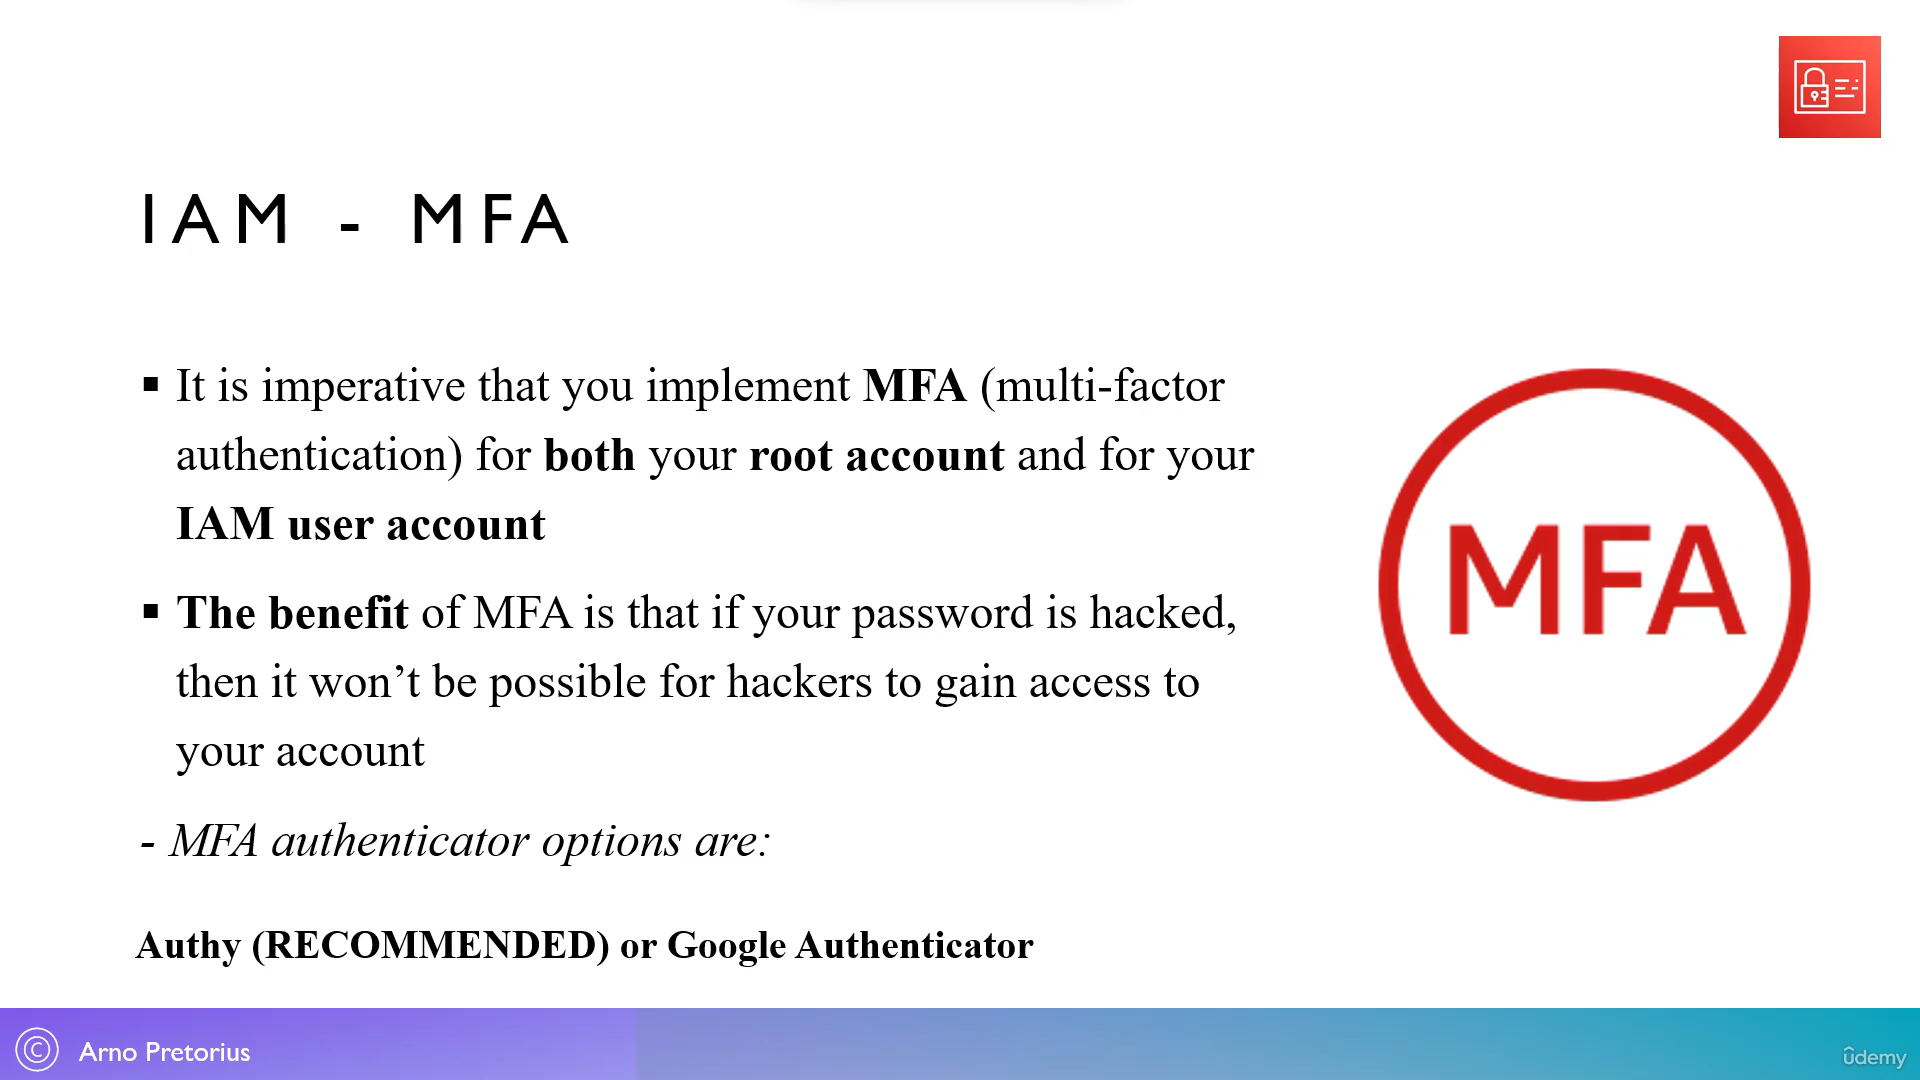 IAM - MFA
▪ It is imperative that you implement MFA (multi-factor
authentication) for both your root account and for your
IAM user account
▪ The benefit of MFA is that if your password is hacked,
then it won’t be possible for hackers to gain access to
your account
- MFA authenticator options are:
Authy (RECOMMENDED) or Google Authenticator
MFA
© Arno Pretorius
ûdemy